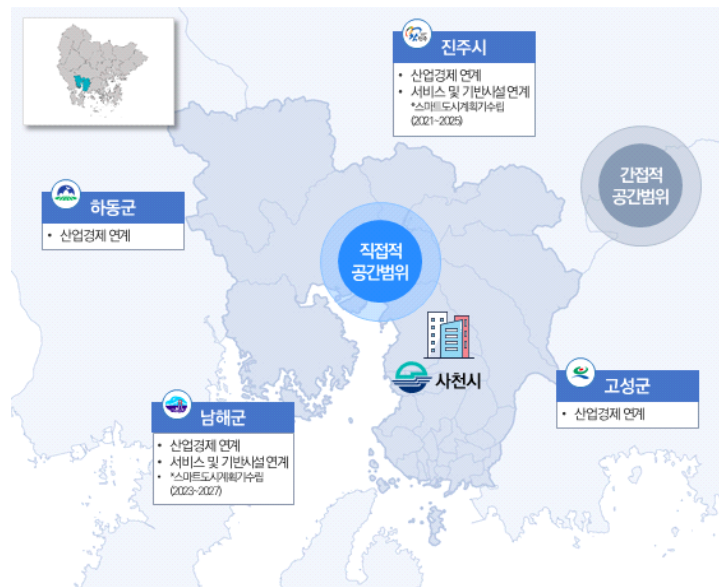 진주시
• 산업경제 연계
• 서비스 및 기반시설 연계
*스마트도시계획기수립
(2021~2025)
간접적
공간범위
하동군
• 산업경제 연계
직접적
공간범위
사천시
고성군
• 산업경제 연계
남해군
• 산업경제 연계
• 서비스 및 기반시설 연계
• *스마트도시계획기수립
(2023~2027)